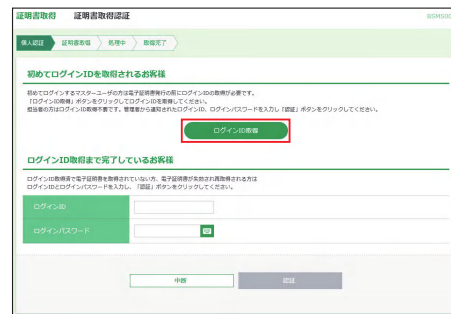 証明書取得 証明書取得認証
BSMS00
個人認証 証明書取得 処理中 取得完了
初めてログインIDを取得されるお客様
初めてログインするマスターユーザの方は電子証明書発行の前にログインIDの取得が必要です。
「ログインID取得」ボタンをクリックしてログインIDを取得してください。
担当者の方はログインID取得不要です。管理者から通知されたログインID、ログインパスワードを入力し「認証」ボタンをクリックしてください。
ログインID取得
ログインID取得まで完了しているお客様
ログインID取得済で電子証明書を取得されていない方、電子証明書が失効され再取得される方は
ログインIDとログインパスワードを入力し、「認証」ボタンをクリックしてください。
ログインID
ログインパスワード
中断 認証